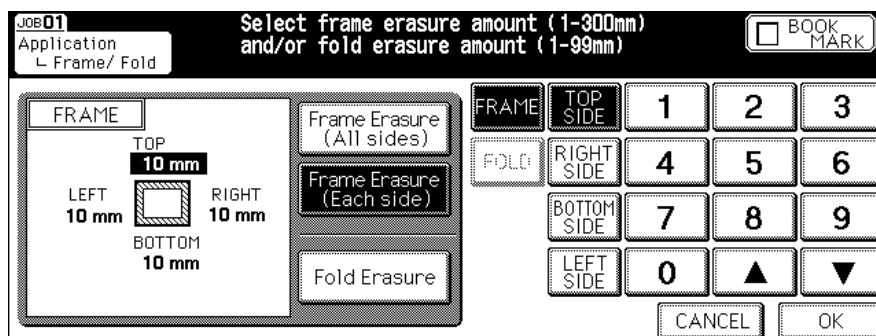 JOB01
Application
Frame/ Fold
Select frame erasure amount (1-300mm)
and/or fold erasure amount (1-99mm)
BOOK
MARK
FRAME
TOP
10 mm
LEFT
10 mm
RIGHT
10 mm
BOTTOM
10 mm
Frame Erasure
(All sides)
Frame Erasure
(Each side)
Fold Erasure
FRAME
FOLD
TOP
SIDE
RIGHT
SIDE
BOTTOM
SIDE
LEFT
SIDE
1 2 3
4 5 6
7 8 9
0 ▲ ▼
CANCEL OK